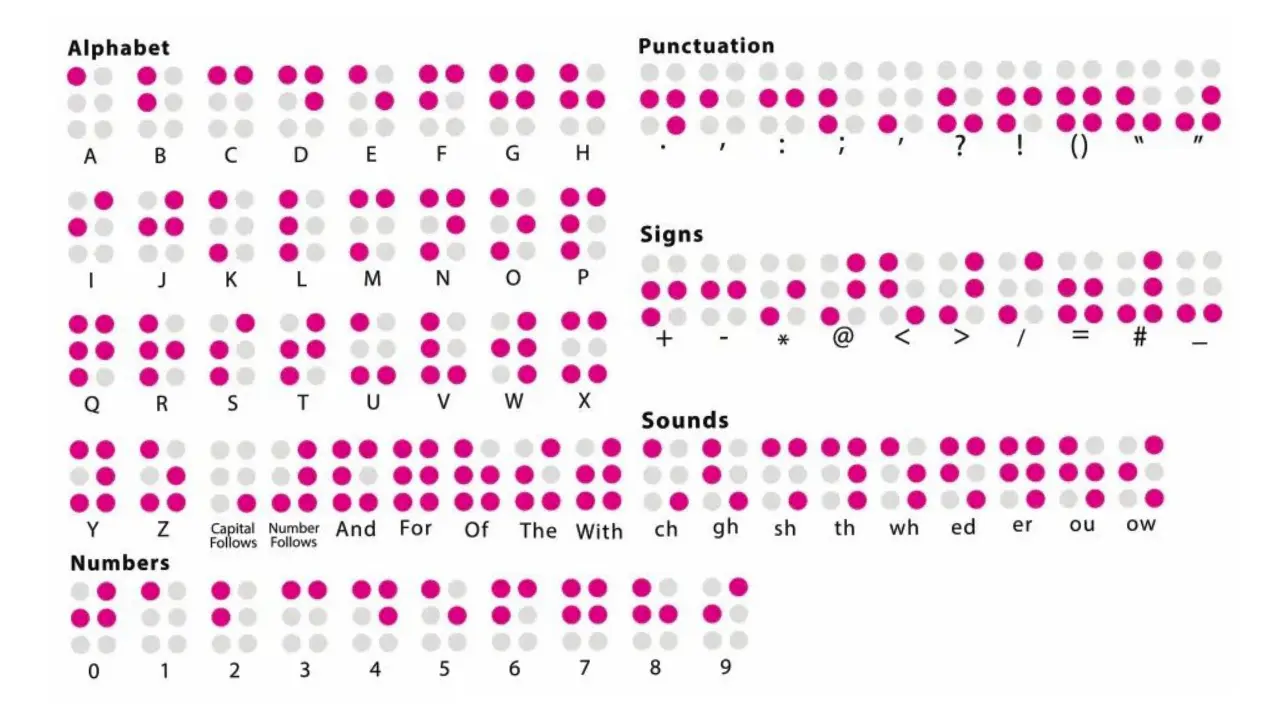 Alphabet
A B C D E F G H
I J K L M N O P
Q R S T U V W X
Y Z Capital Follows Number Follows And For Of The With
Numbers
0 1 2 3 4 5 6 7 8 9
Punctuation
. , : ; ’ ? ! () “ ”
Signs
+ - * @ < > / = # _
Sounds
ch gh sh th wh ed er ou ow